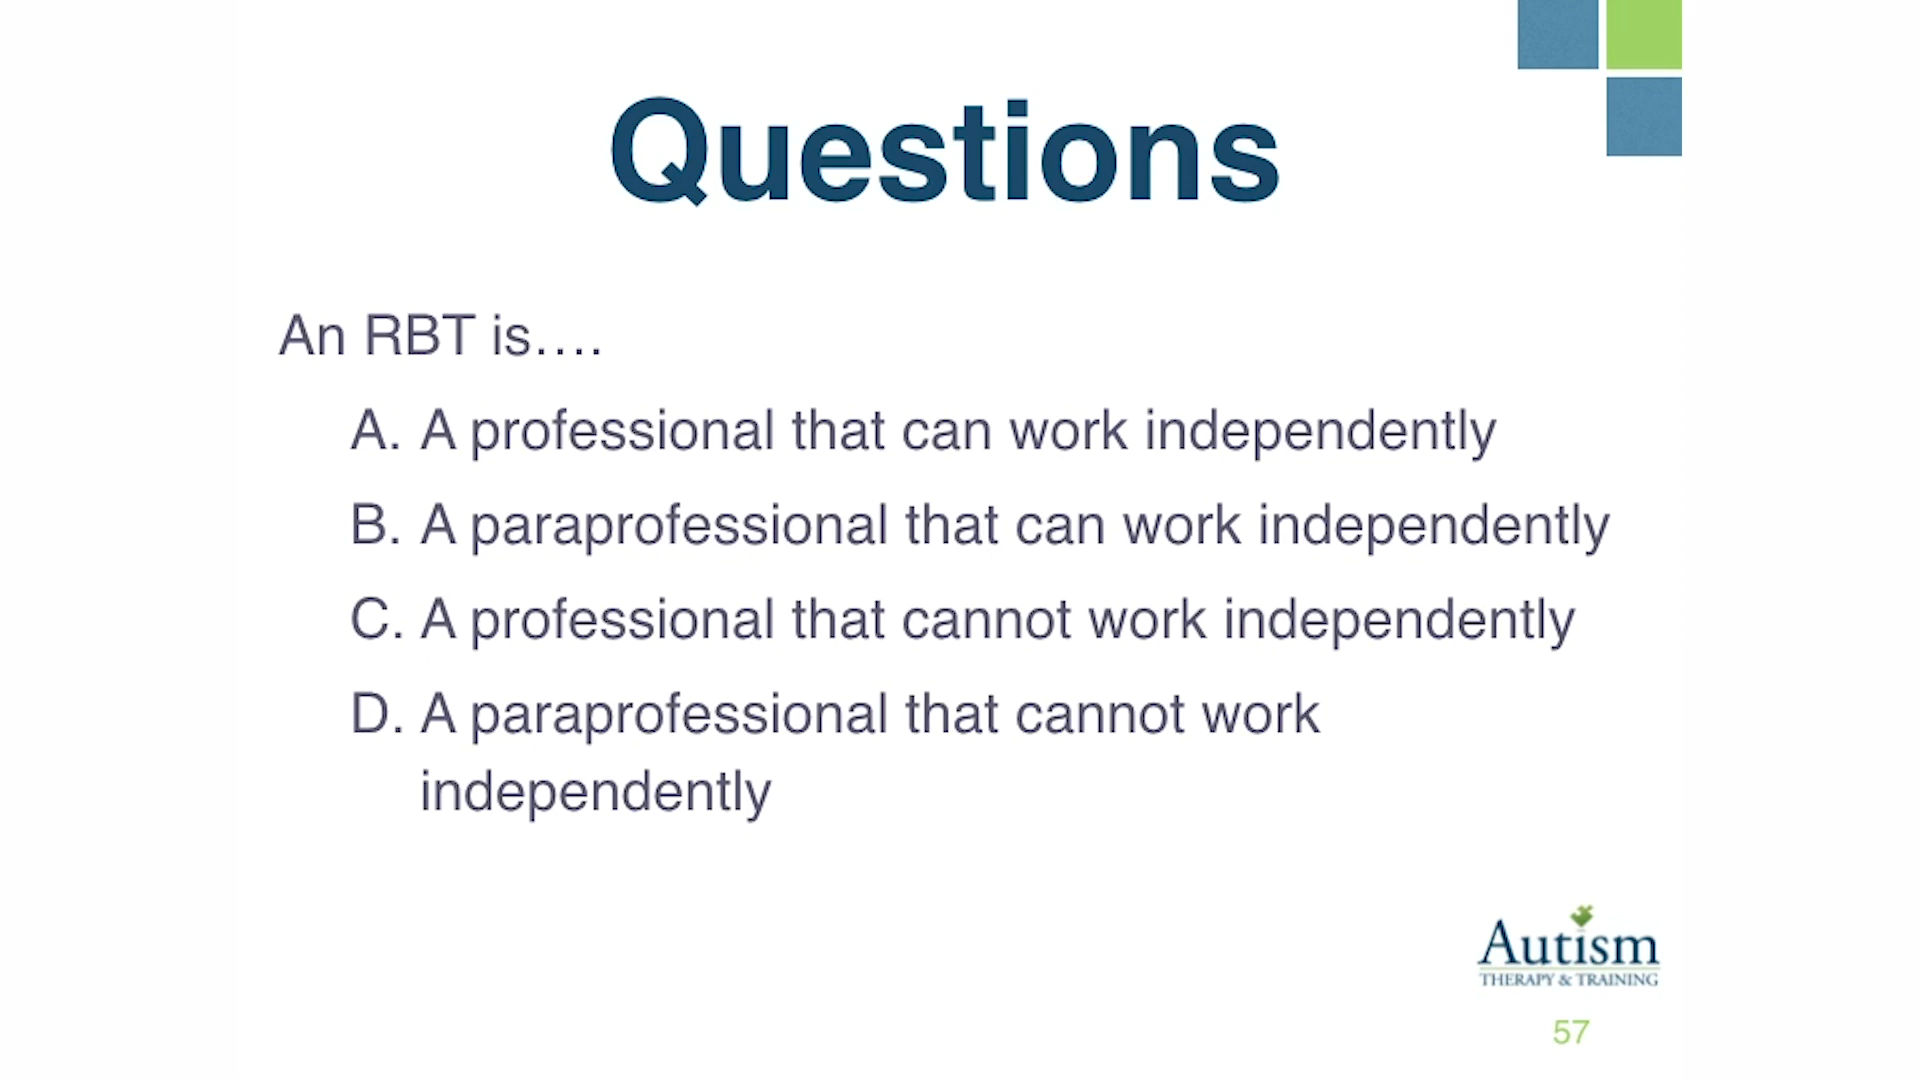 Questions
An RBT is....
A. A professional that can work independently
B. A paraprofessional that can work independently
C. A professional that cannot work independently
D. A paraprofessional that cannot work
independently
Autism
THERAPY & TRAINING
57